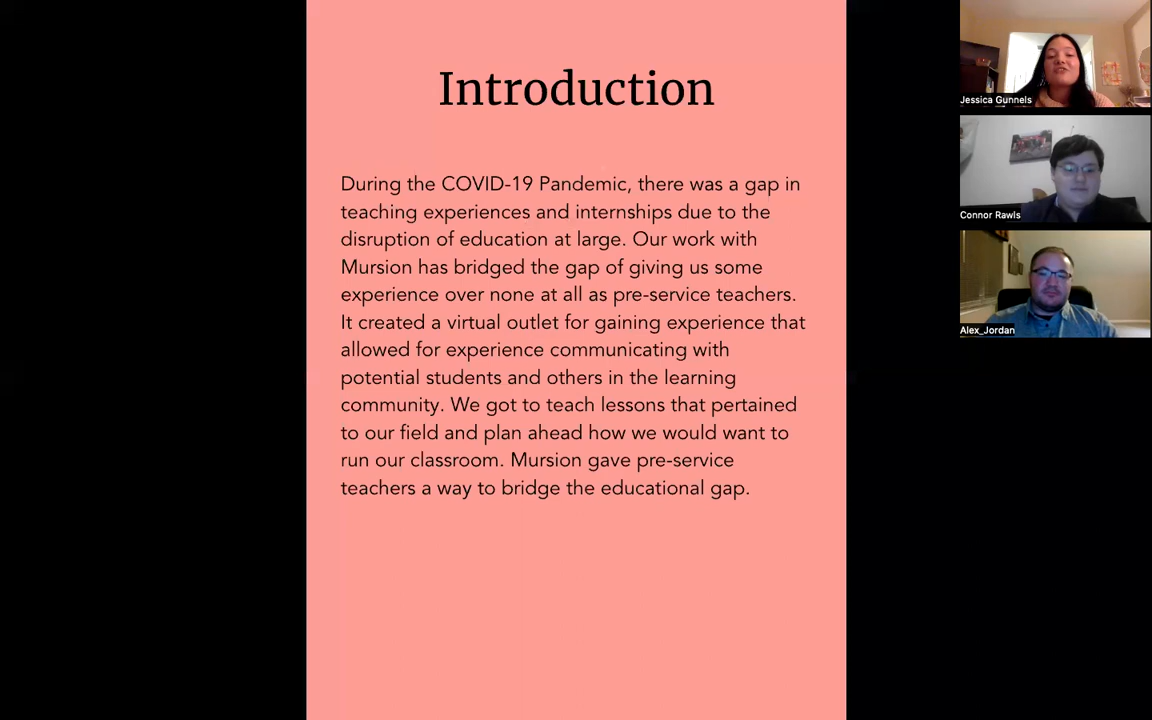 Introduction
During the COVID-19 Pandemic, there was a gap in
teaching experiences and internships due to the
disruption of education at large. Our work with
Mursion has bridged the gap of giving us some
experience over none at all as pre-service teachers.
It created a virtual outlet for gaining experience that
allowed for experience communicating with
potential students and others in the learning
community. We got to teach lessons that pertained
to our field and plan ahead how we would want to
run our classroom. Mursion gave pre-service
teachers a way to bridge the educational gap.
Jessica Gunnels
Connor Rawls
Alex_Jordan